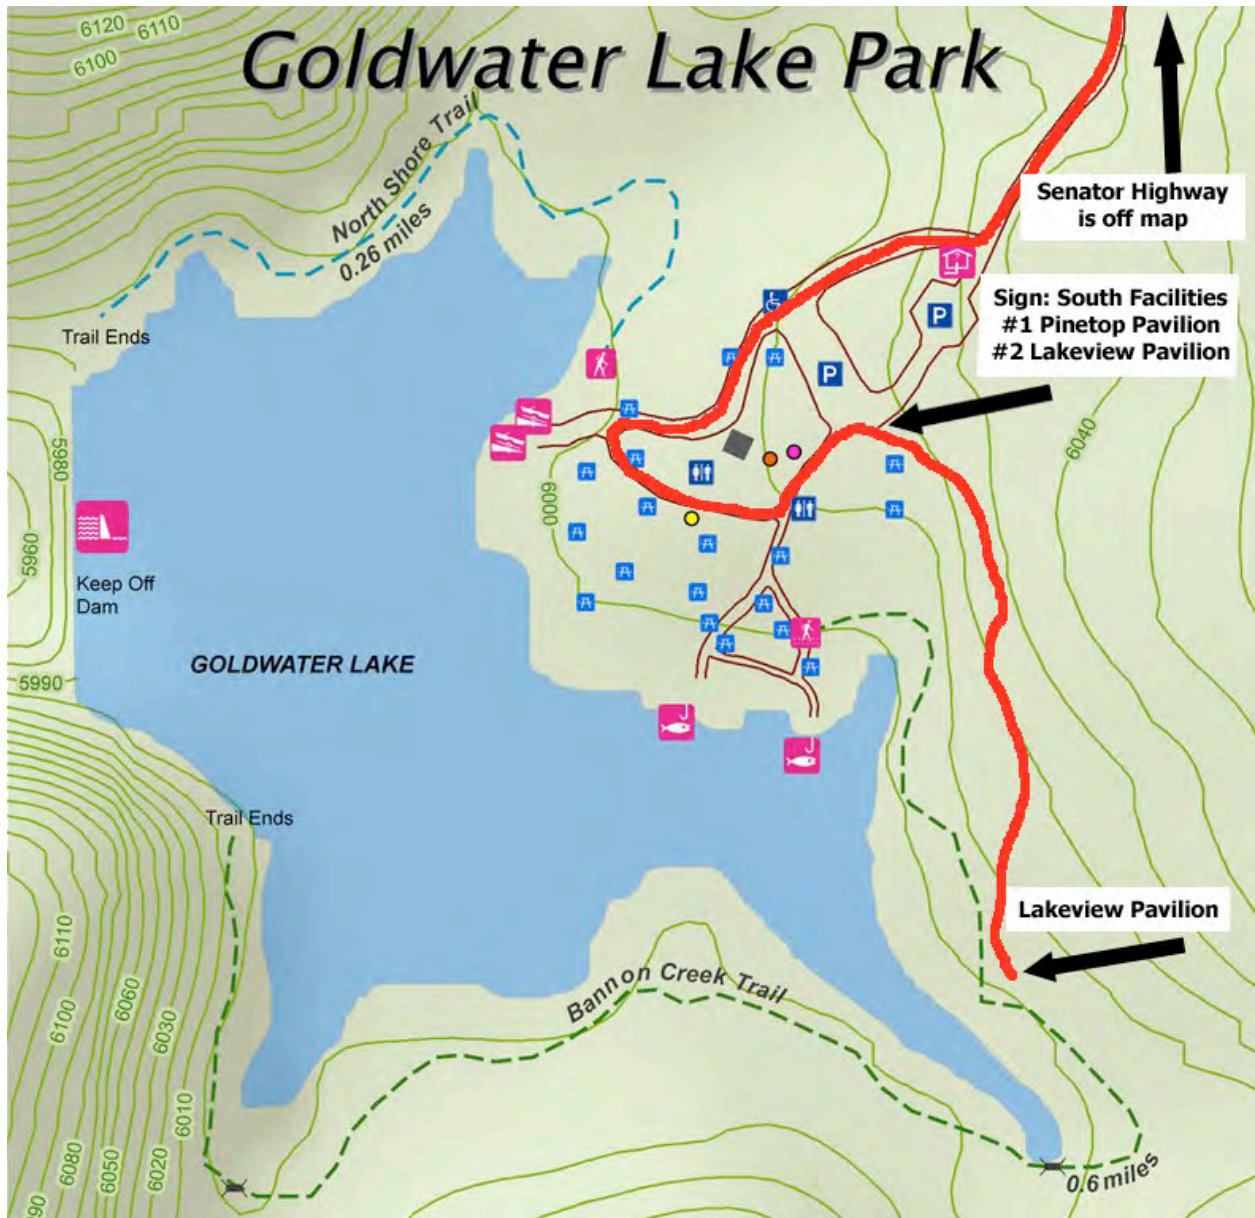 Goldwater Lake Park
6120
6110
6100
North Shore Trail
0.26 miles
Senator Highway
is off map
Sign: South Facilities
#1 Pinetop Pavilion
#2 Lakeview Pavilion
P
P
Trail Ends
5980
5960
6000
6040
Keep Off
Dam
GOLDWATER LAKE
5990
Trail Ends
Lakeview Pavilion
Bannon Creek Trail
0.6 miles
6110
6100
6060
6030
6010
6080
6050
6020
90